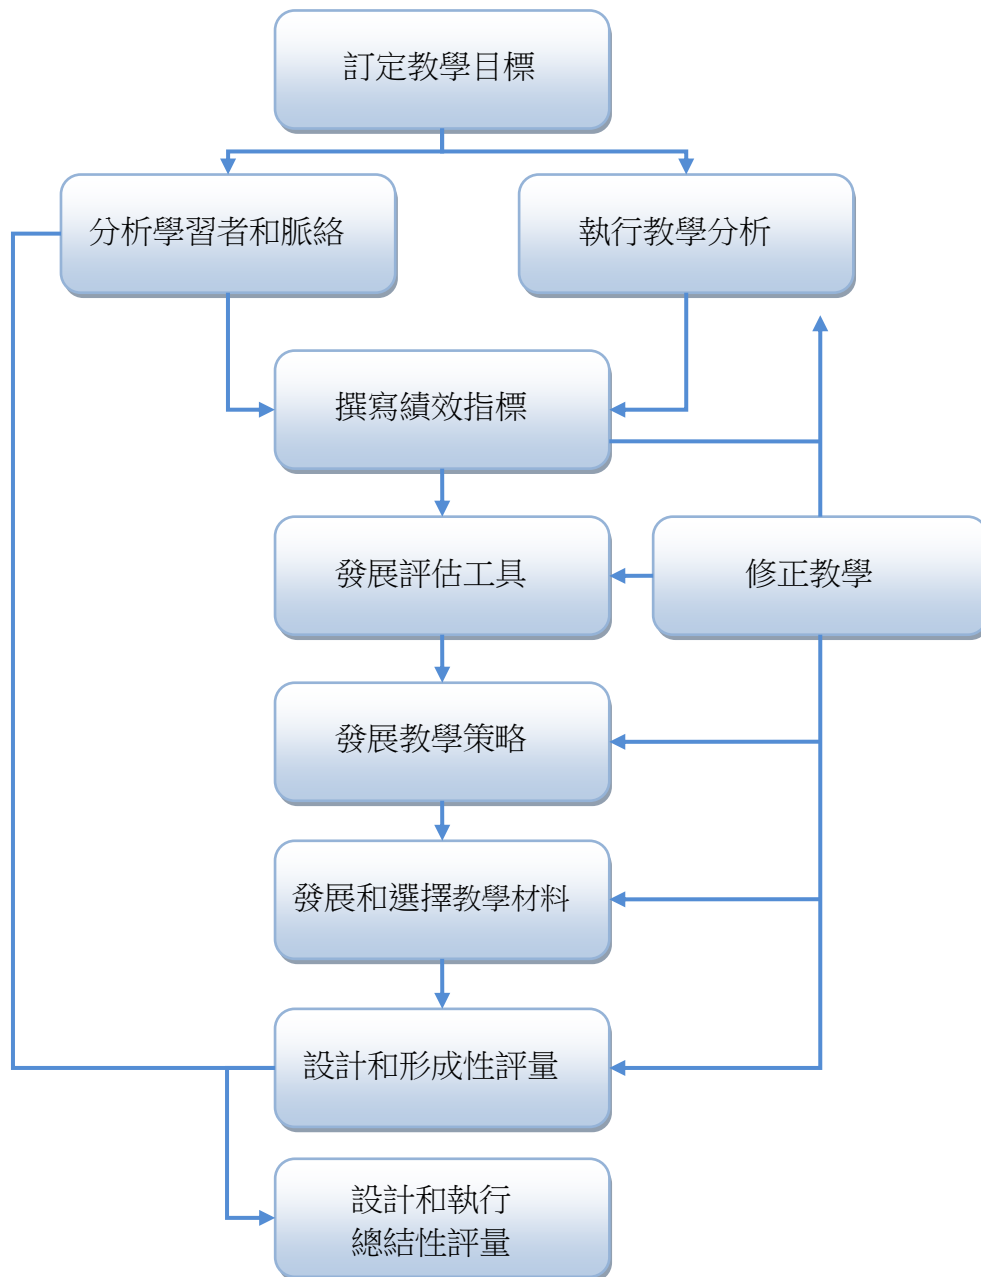 訂定教學目標
分析學習者和脈絡
執行教學分析
撰寫績效指標
發展評估工具
修正教學
發展教學策略
發展和選擇教學材料
設計和形成性評量
設計和執行
總結性評量